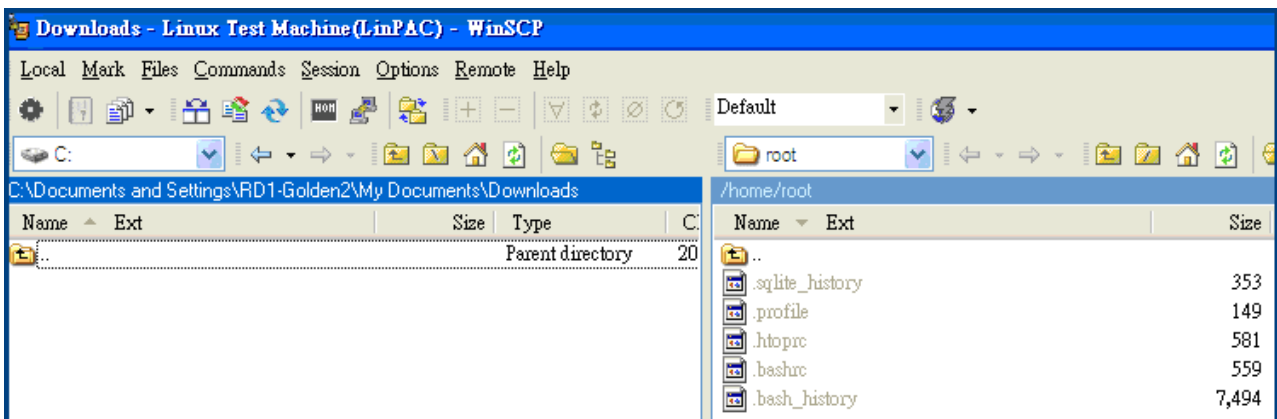 Downloads - Linux Test Machine(LinPAC) - WinSCP
Local Mark Files Commands Session Options Remote Help
Default
C: root
C:\Documents and Settings\RD1-Golden2\My Documents\Downloads /home/root
Name Ext Size Type Name Ext Size
.. Parent directory 20 ..
.sqlite_history 353
.profile 149
.htoprc 581
.bashrc 559
.bash_history 7,494